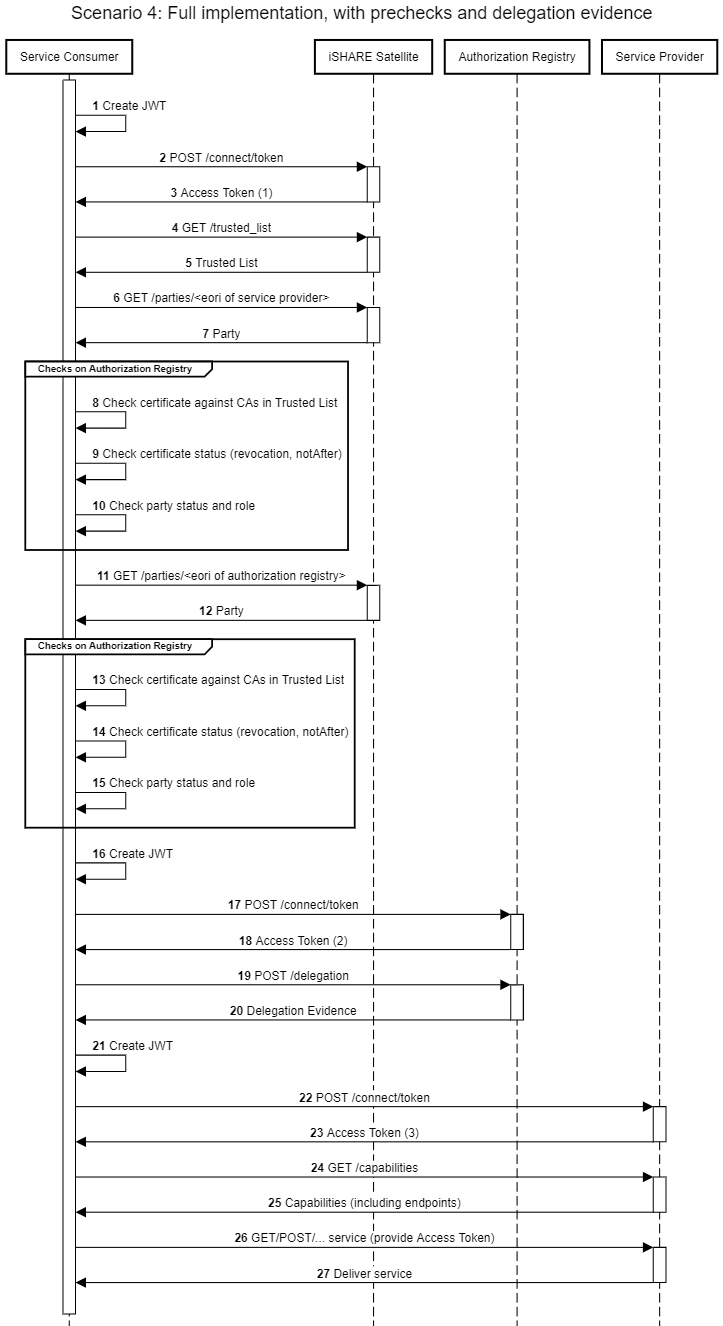 Scenario 4: Full implementation, with prechecks and delegation evidence
Service Consumer
iSHARE Satellite
Authorization Registry
Service Provider
1 Create JWT
2 POST /connect/token
3 Access Token (1)
4 GET /trusted_list
5 Trusted List
6 GET /parties/<eori of service provider>
7 Party
Checks on Authorization Registry
8 Check certificate against CAs in Trusted List
9 Check certificate status (revocation, notAfter)
10 Check party status and role
11 GET /parties/<eori of authorization registry>
12 Party
Checks on Authorization Registry
13 Check certificate against CAs in Trusted List
14 Check certificate status (revocation, notAfter)
15 Check party status and role
16 Create JWT
17 POST /connect/token
18 Access Token (2)
19 POST /delegation
20 Delegation Evidence
21 Create JWT
22 POST /connect/token
23 Access Token (3)
24 GET /capabilities
25 Capabilities (including endpoints)
26 GET/POST/... service (provide Access Token)
27 Deliver service